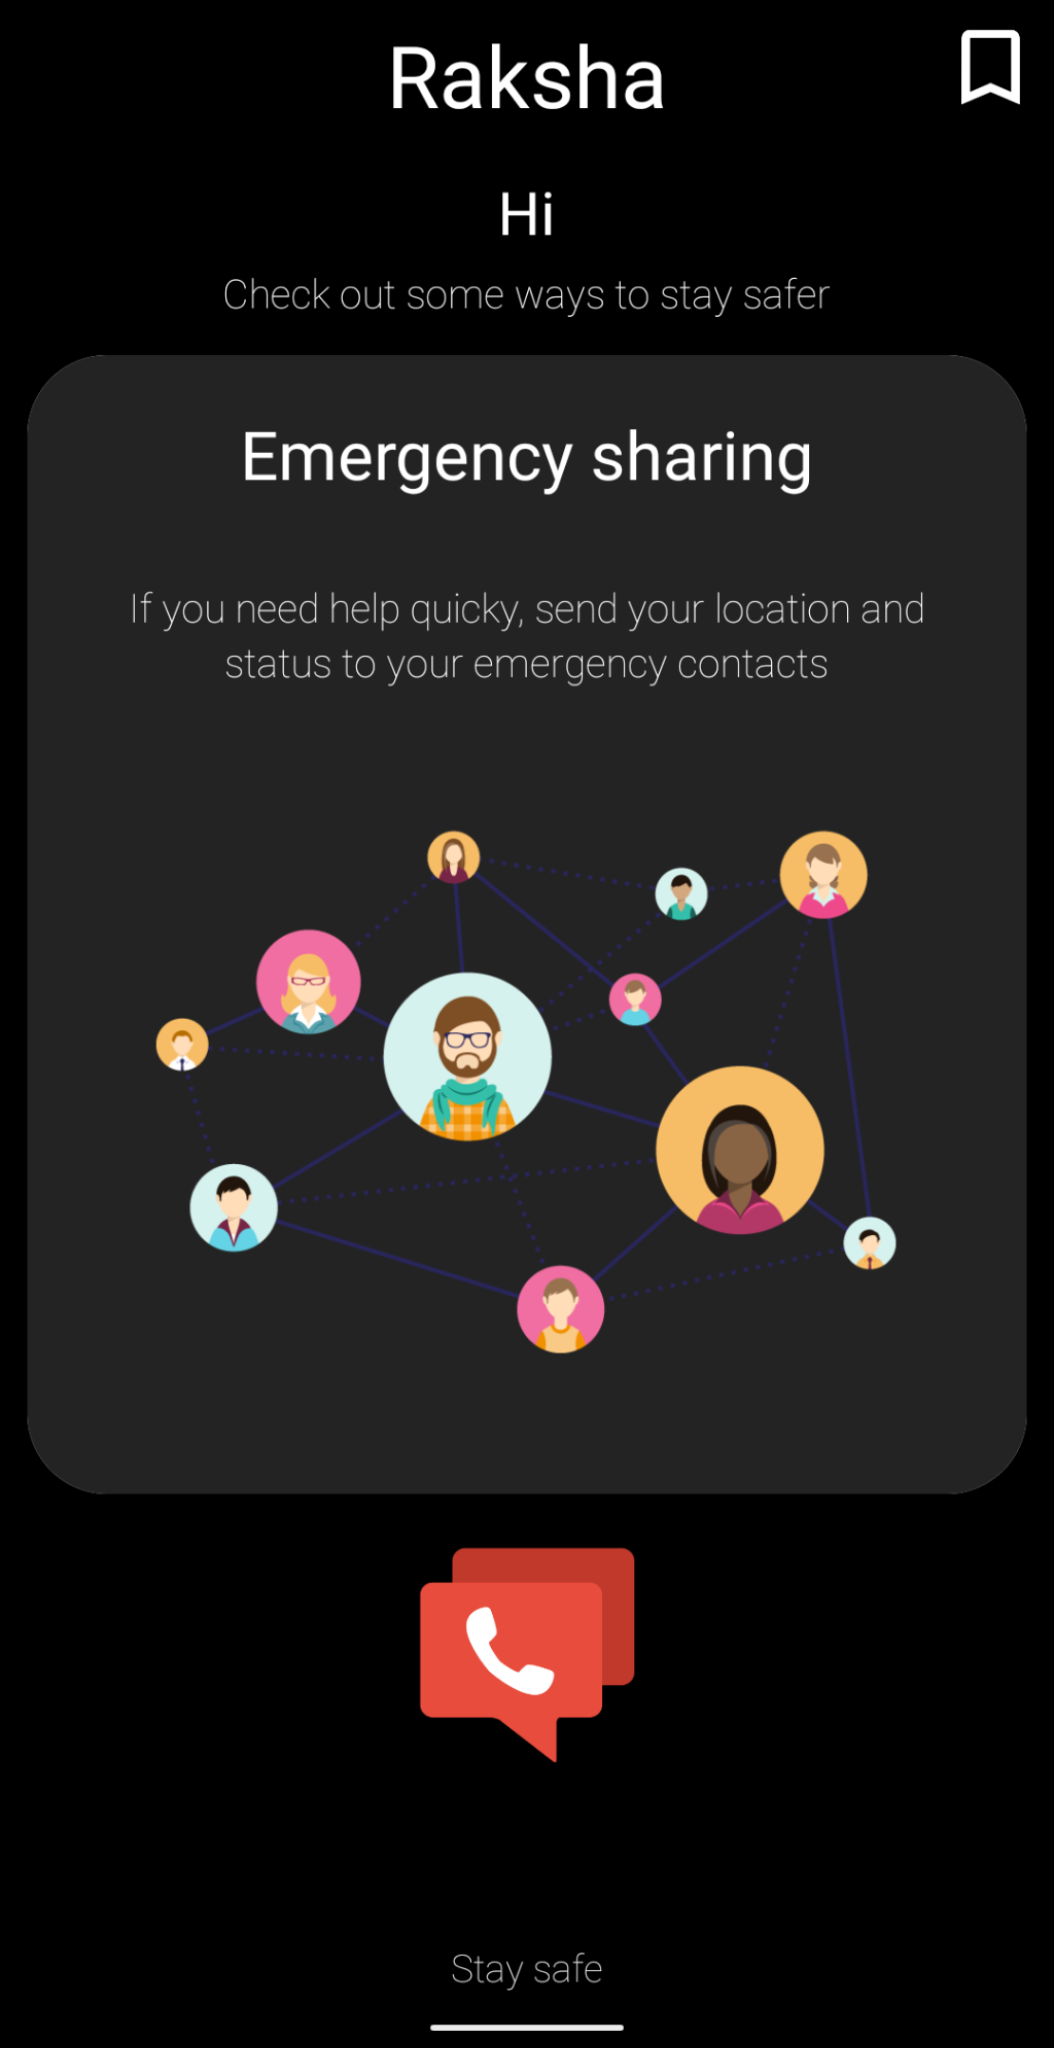 Raksha
Hi
Check out some ways to stay safer
Emergency sharing
If you need help quicky, send your location and
status to your emergency contacts
Stay safe